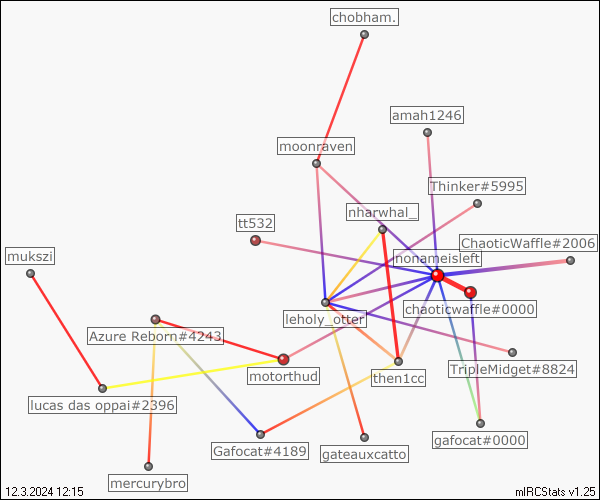 chobham.
amah1246
moonraven
Thinker#5995
nharwhal_
tt532
ChaoticWaffle#2006
mukszi
nonameisleft
chaoticwaffle#0000
leholy_otter
Azure Reborn#4243
TripleMidget#8824
motorthud
then1cc
lucas das oppai#2396
gafocat#0000
Gafocat#4189
gateauxcatto
mercurybro
12.3.2024 12:15
mIRCStats v1.25